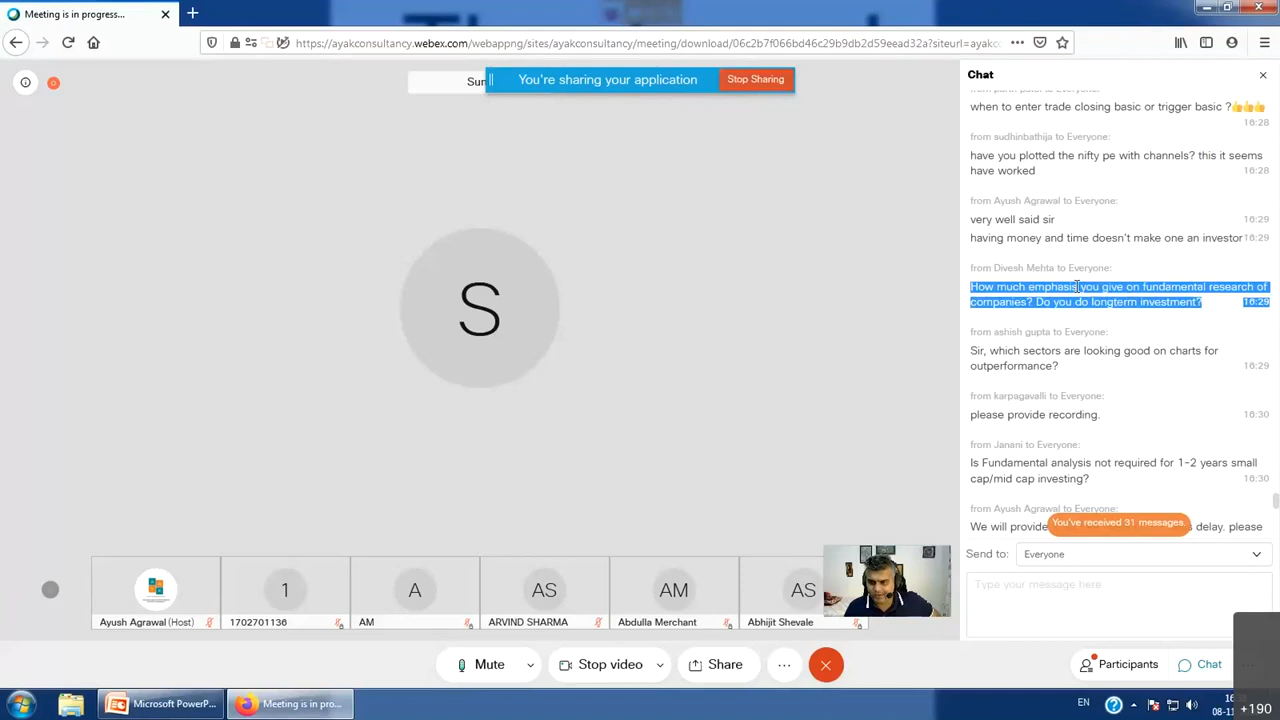 Meeting is in progress...
https://ayakconsultancy.webex.com/webappng/sites/ayakconsultancy/meeting/download/06c2b7f066bd46c29b9db2d59eead32a?siteurl=ayakc
Sun
You're sharing your application
Stop Sharing
S
Chat
when to enter trade closing basic or trigger basic ?👍👍👍
16:28
from sudhinbathija to Everyone:
have you plotted the nifty pe with channels? this it seems
have worked 16:28
from Ayush Agrawal to Everyone:
very well said sir 16:29
having money and time doesn't make one an investor 16:29
from Divesh Mehta to Everyone:
How much emphasis you give on fundamental research of
companies? Do you do longterm investment? 16:29
from ashish gupta to Everyone:
Sir, which sectors are looking good on charts for
outperformance? 16:29
from karpagavalli to Everyone:
please provide recording. 16:30
from Janani to Everyone:
Is Fundamental analysis not required for 1-2 years small
cap/mid cap investing? 16:30
from Ayush Agrawal to Everyone:
We will provide delay. please
You've received 31 messages.
Send to: Everyone
Type your message here
1
A
AS
AM
AS
Ayush Agrawal (Host)
1702701136
AM
ARVIND SHARMA
Abdulla Merchant
Abhijit Shevale
Mute
Stop video
Share
Participants
Chat
Microsoft PowerP...
Meeting is in pro...
EN
08-11
+190